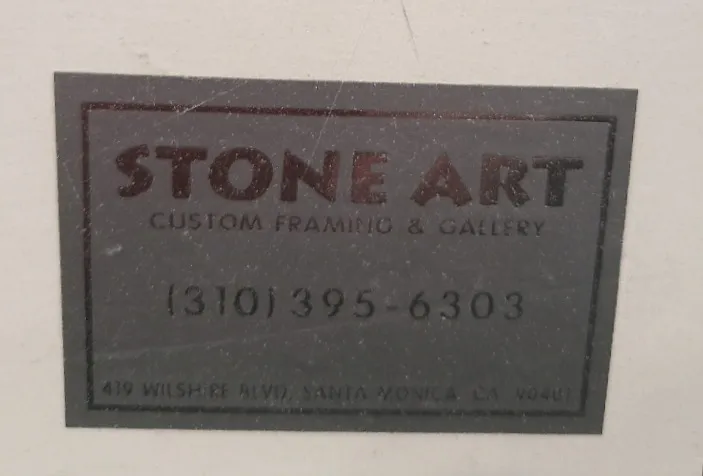 STONE ART
CUSTOM FRAMING & GALLERY
(310) 395-6303
419 WILSHIRE BLVD, SANTA MONICA, CA 90401